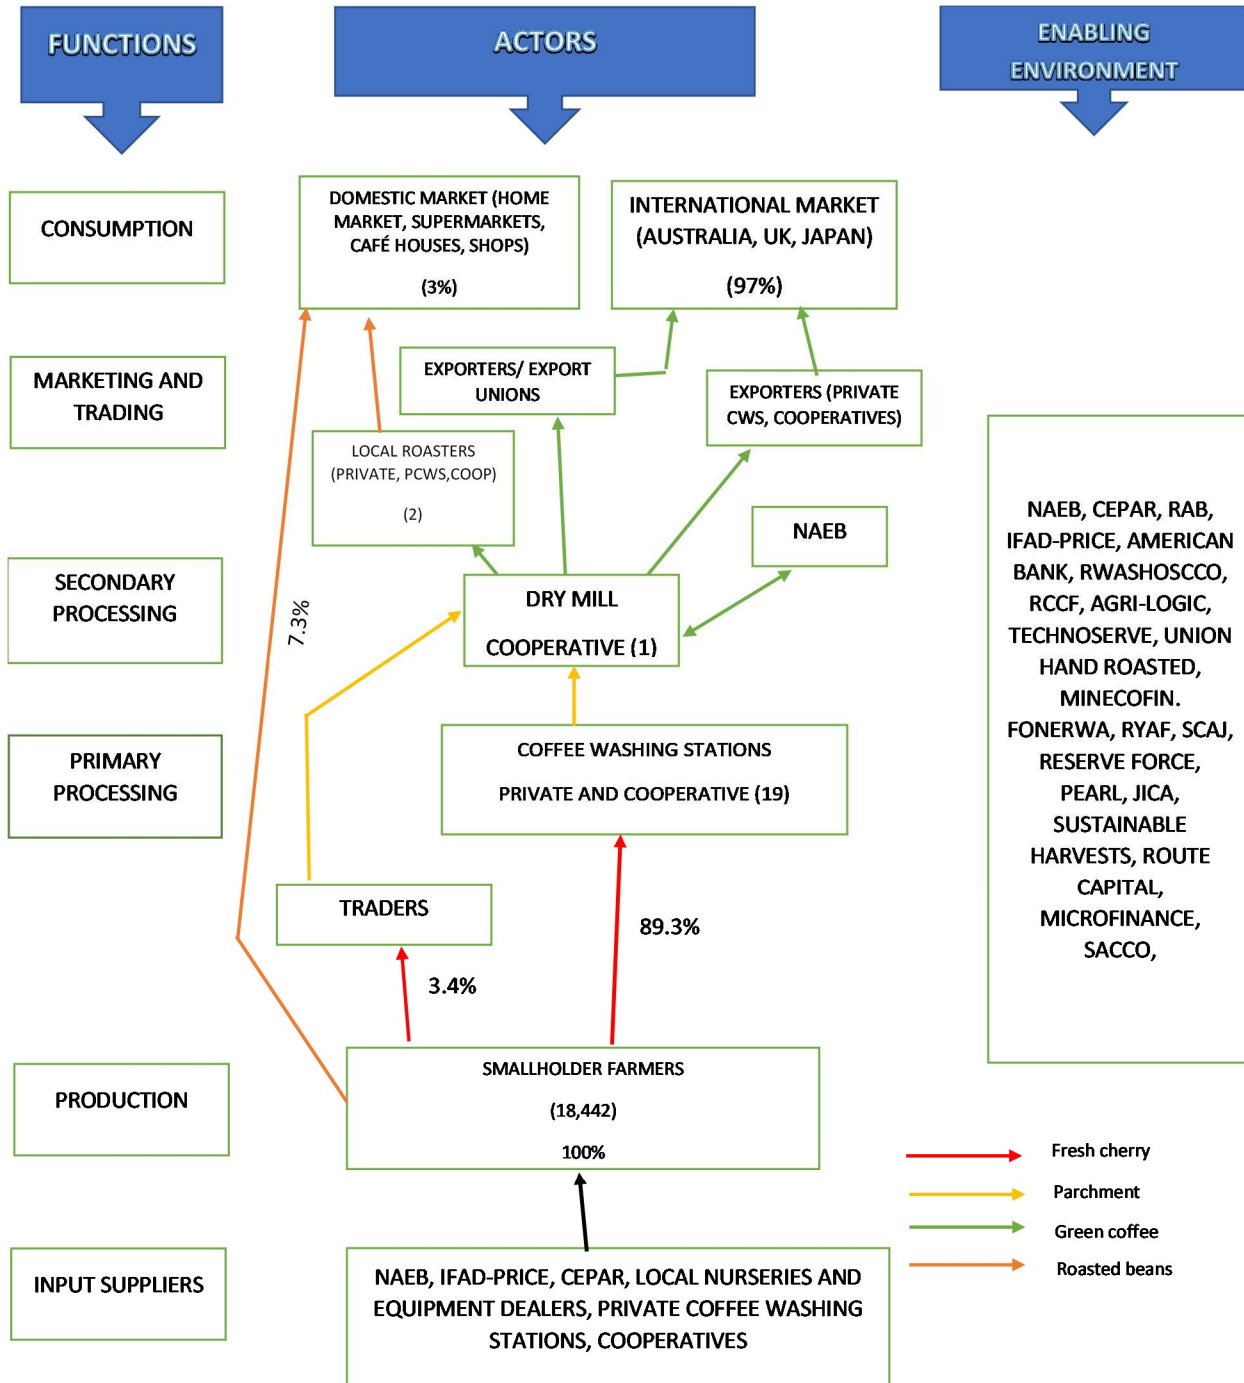 FUNCTIONS
ACTORS
ENABLING
ENVIRONMENT
CONSUMPTION
DOMESTIC MARKET (HOME
MARKET, SUPERMARKETS,
CAFÉ HOUSES, SHOPS)
(3%)
INTERNATIONAL MARKET
(AUSTRALIA, UK, JAPAN)
(97%)
MARKETING AND
TRADING
EXPORTERS/ EXPORT
UNIONS
EXPORTERS (PRIVATE
CWS, COOPERATIVES)
LOCAL ROASTERS
(PRIVATE, PCWS,COOP)
(2)
NAEB
SECONDARY
PROCESSING
DRY MILL
COOPERATIVE (1)
7.3%
PRIMARY
PROCESSING
COFFEE WASHING STATIONS
PRIVATE AND COOPERATIVE (19)
TRADERS
89.3%
3.4%
PRODUCTION
SMALLHOLDER FARMERS
(18,442)
100%
INPUT SUPPLIERS
NAEB, IFAD-PRICE, CEPAR, LOCAL NURSERIES AND
EQUIPMENT DEALERS, PRIVATE COFFEE WASHING
STATIONS, COOPERATIVES
NAEB, CEPAR, RAB,
IFAD-PRICE, AMERICAN
BANK, RWASHOSCCO,
RCCF, AGRI-LOGIC,
TECHNOSERVE, UNION
HAND ROASTED,
MINECOFIN.
FONERWA, RYAF, SCAJ,
RESERVE FORCE,
PEARL, JICA,
SUSTAINABLE
HARVESTS, ROUTE
CAPITAL,
MICROFINANCE,
SACCO,
Fresh cherry
Parchment
Green coffee
Roasted beans